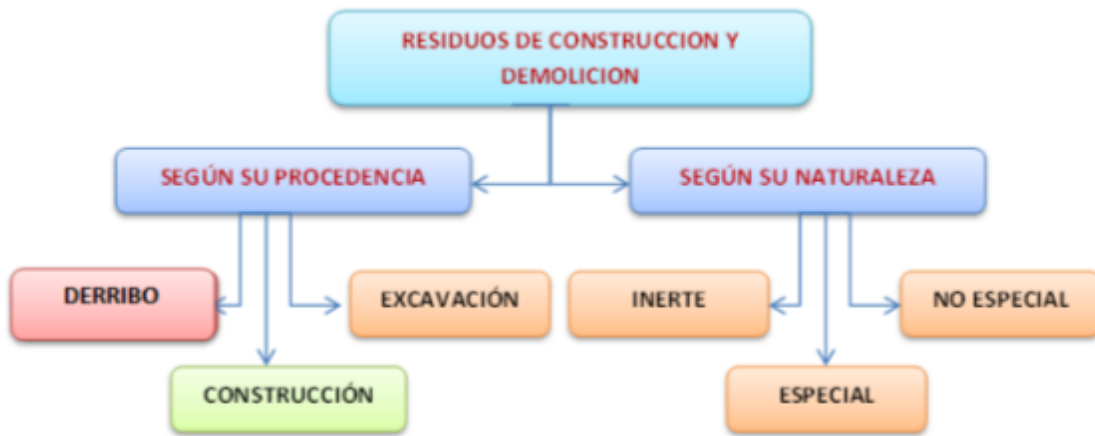 RESIDUOS DE CONSTRUCCION Y
DEMOLICION
SEGÚN SU PROCEDENCIA
SEGÚN SU NATURALEZA
DERRIBO
EXCAVACIÓN
INERTE
NO ESPECIAL
CONSTRUCCIÓN
ESPECIAL